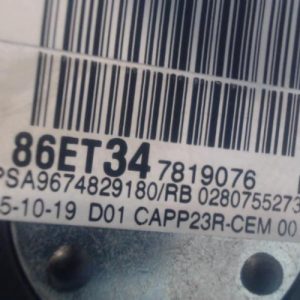 86ET34 7819076
PSA9674829180/RB 0280755273
5-10-19 D01 CAPP23R-CEM 00